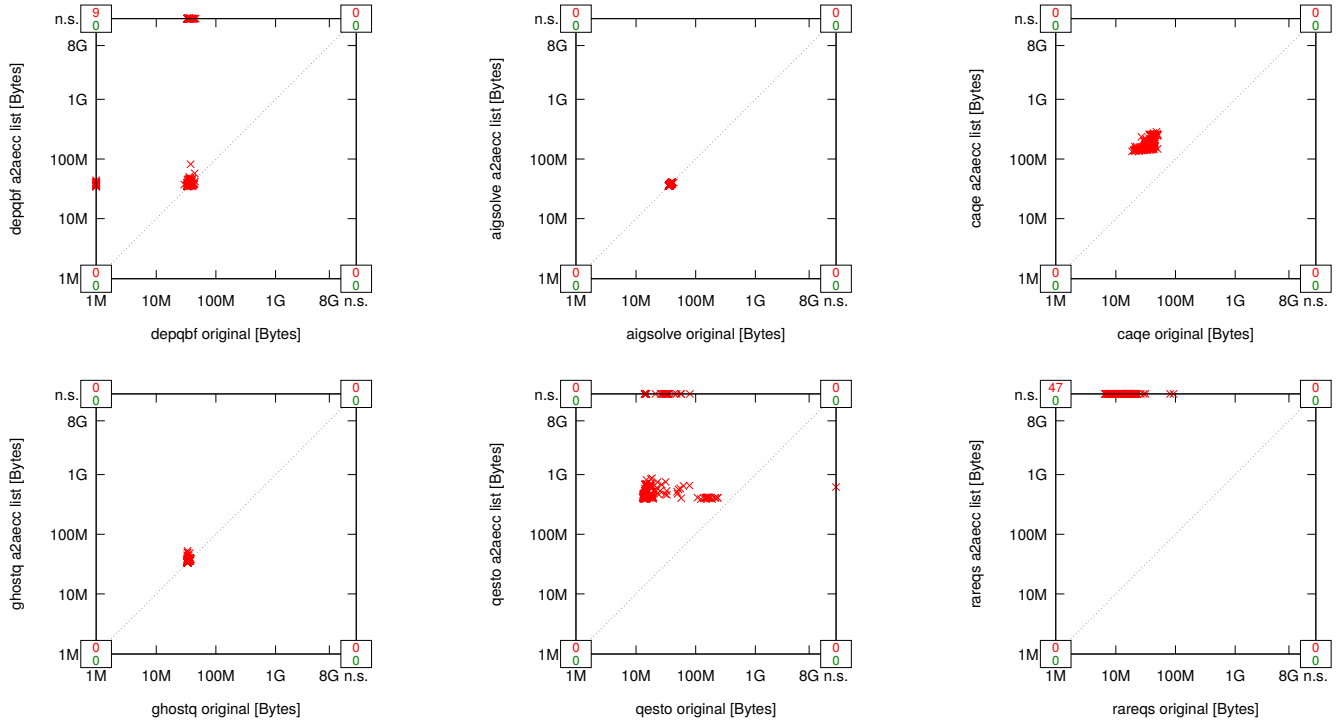 n.s. 9 0 0 0
8G
1G
100M
10M
1M 0 0 0 0
1M 10M 100M 1G 8G n.s.
depqbf a2aecc list [Bytes]
depqbf original [Bytes]
n.s. 0 0 0 0
8G
1G
100M
10M
1M 0 0 0 0
1M 10M 100M 1G 8G n.s.
aigsolve a2aecc list [Bytes]
aigsolve original [Bytes]
n.s. 0 0 0 0
8G
1G
100M
10M
1M 0 0 0 0
1M 10M 100M 1G 8G n.s.
caqe a2aecc list [Bytes]
caqe original [Bytes]
n.s. 0 0 0 0
8G
1G
100M
10M
1M 0 0 0 0
1M 10M 100M 1G 8G n.s.
ghostq a2aecc list [Bytes]
ghostq original [Bytes]
n.s. 0 0 0 0
8G
1G
100M
10M
1M 0 0 0 0
1M 10M 100M 1G 8G n.s.
qesto a2aecc list [Bytes]
qesto original [Bytes]
n.s. 47 0 0 0
8G
1G
100M
10M
1M 0 0 0 0
1M 10M 100M 1G 8G n.s.
rareqs a2aecc list [Bytes]
rareqs original [Bytes]